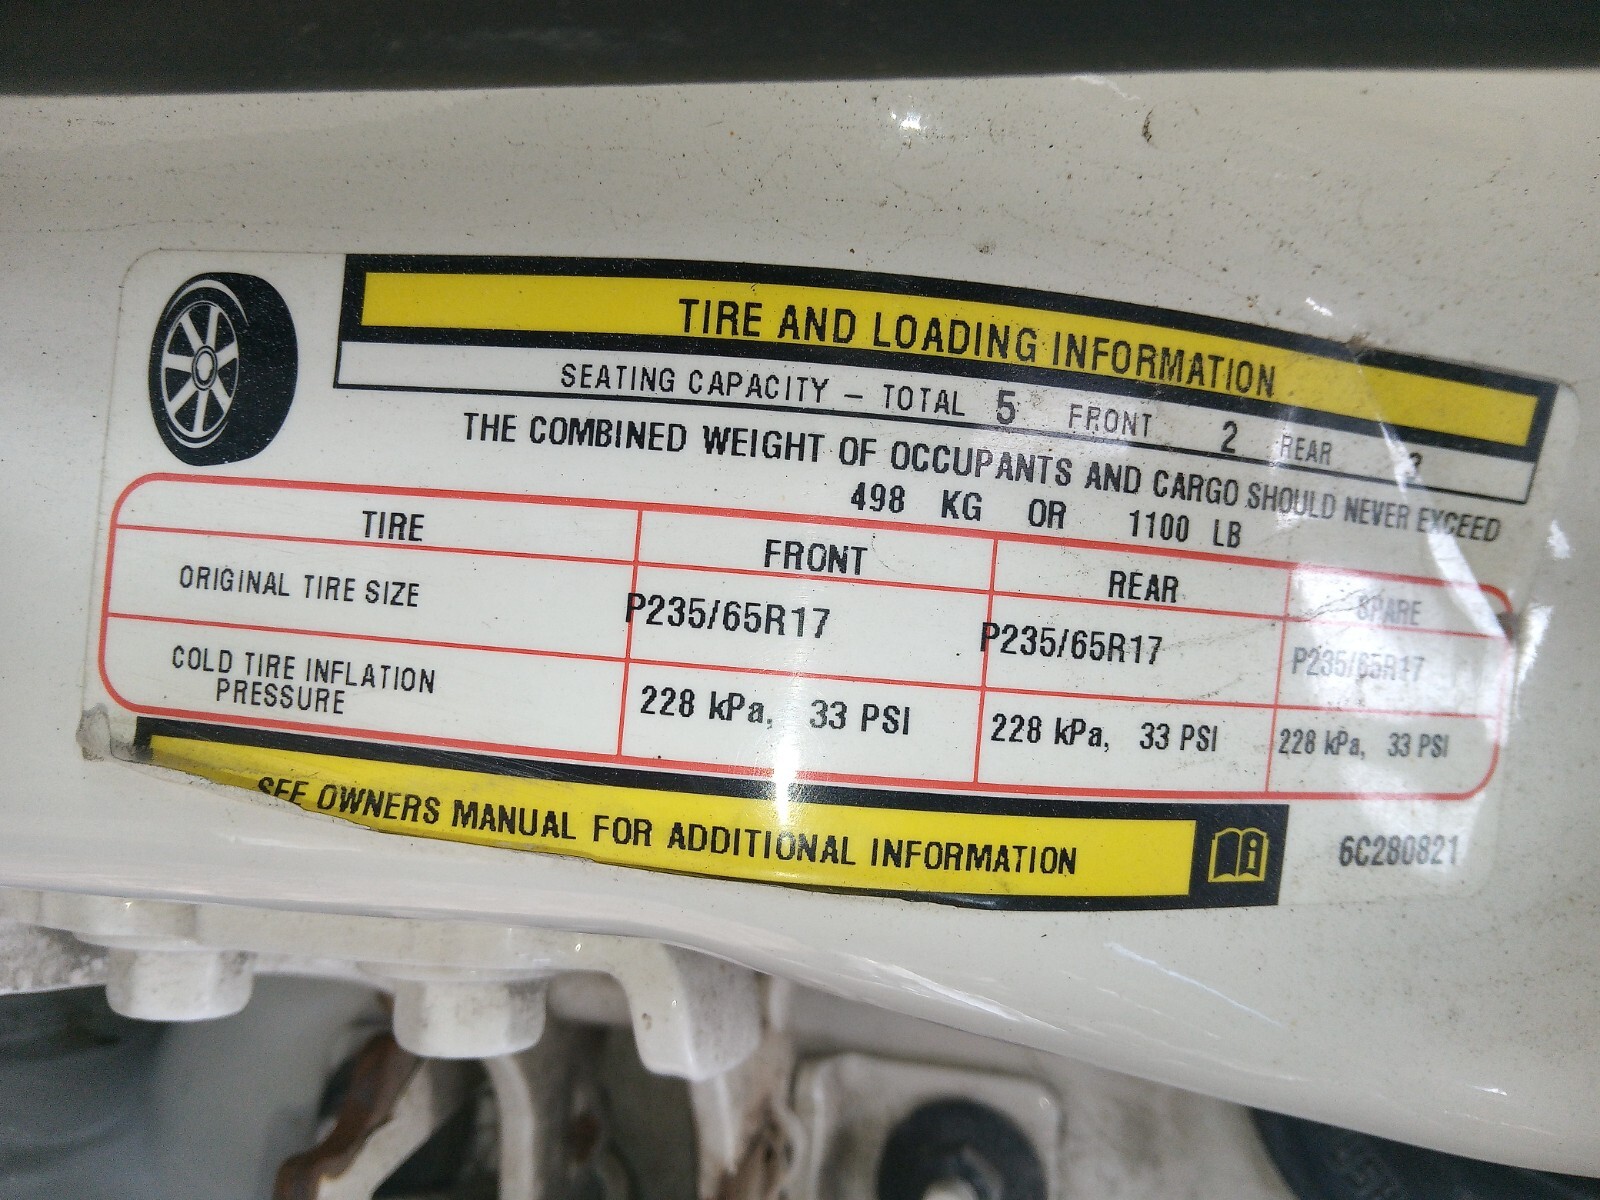 TIRE AND LOADING INFORMATION
SEATING CAPACITY – TOTAL 5 FRONT 2 REAR 3
THE COMBINED WEIGHT OF OCCUPANTS AND CARGO SHOULD NEVER EXCEED
498 KG OR 1100 LB
TIRE FRONT REAR SPARE
ORIGINAL TIRE SIZE P235/65R17 P235/65R17 P235/65R17
COLD TIRE INFLATION
PRESSURE 228 kPa, 33 PSI 228 kPa, 33 PSI 228 kPa, 33 PSI
SEE OWNERS MANUAL FOR ADDITIONAL INFORMATION
6C280821